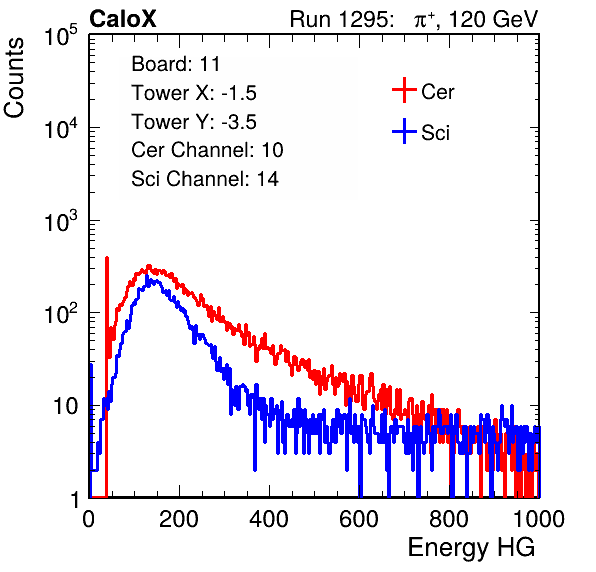 CaloX Run 1295: π⁺, 120 GeV
Counts
10⁵
10⁴
10³
10²
10
1
Board: 11
Tower X: -1.5
Tower Y: -3.5
Cer Channel: 10
Sci Channel: 14
Cer
Sci
0 200 400 600 800 1000
Energy HG